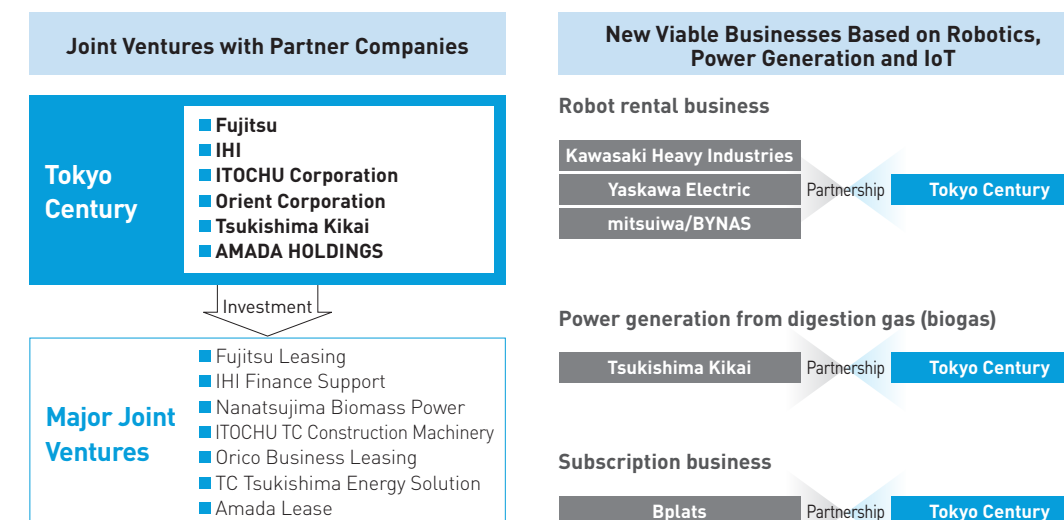 Joint Ventures with Partner Companies
Tokyo
Century
Fujitsu
IHI
ITOCHU Corporation
Orient Corporation
Tsukishima Kikai
AMADA HOLDINGS
Investment
Major Joint
Ventures
Fujitsu Leasing
IHI Finance Support
Nanatsujima Biomass Power
ITOCHU TC Construction Machinery
Orico Business Leasing
TC Tsukishima Energy Solution
Amada Lease
New Viable Businesses Based on Robotics,
Power Generation and IoT
Robot rental business
Kawasaki Heavy Industries
Yaskawa Electric
mitsuiwa/BYNAS
Partnership
Tokyo Century
Power generation from digestion gas (biogas)
Tsukishima Kikai
Partnership
Tokyo Century
Subscription business
Bplats
Partnership
Tokyo Century